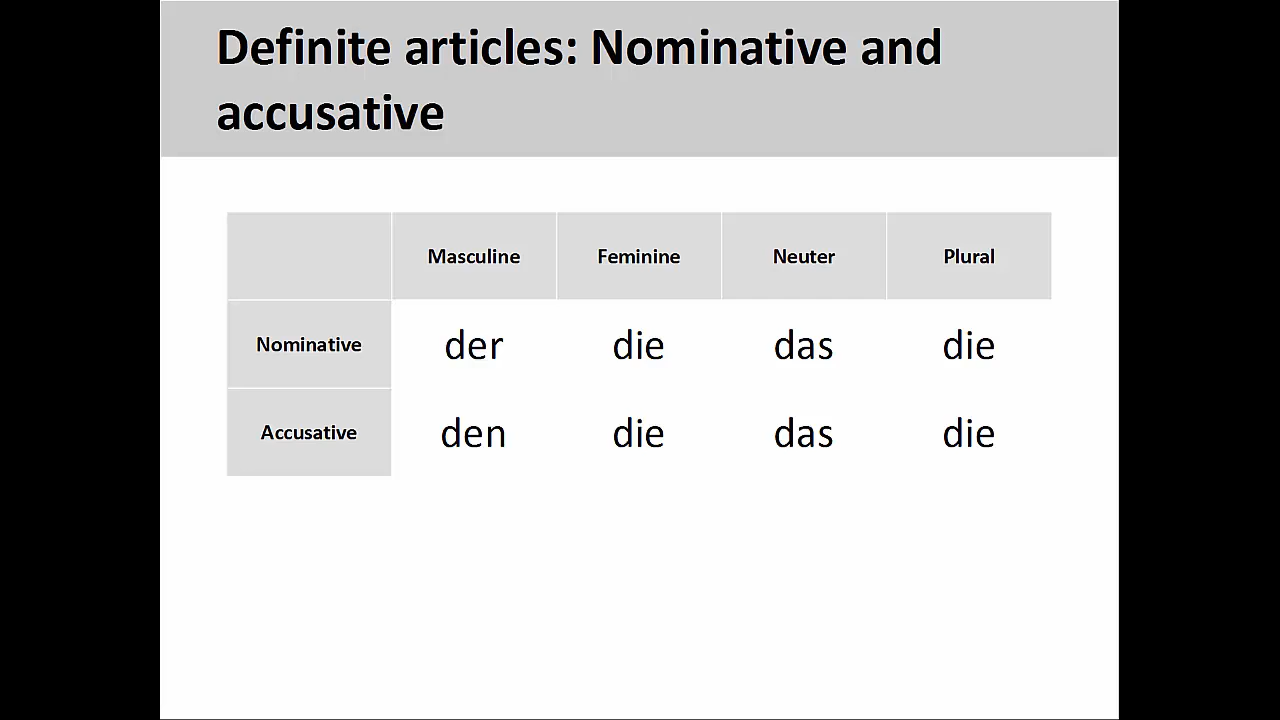 Definite articles: Nominative and
accusative
Masculine Feminine Neuter Plural
Nominative der die das die
Accusative den die das die